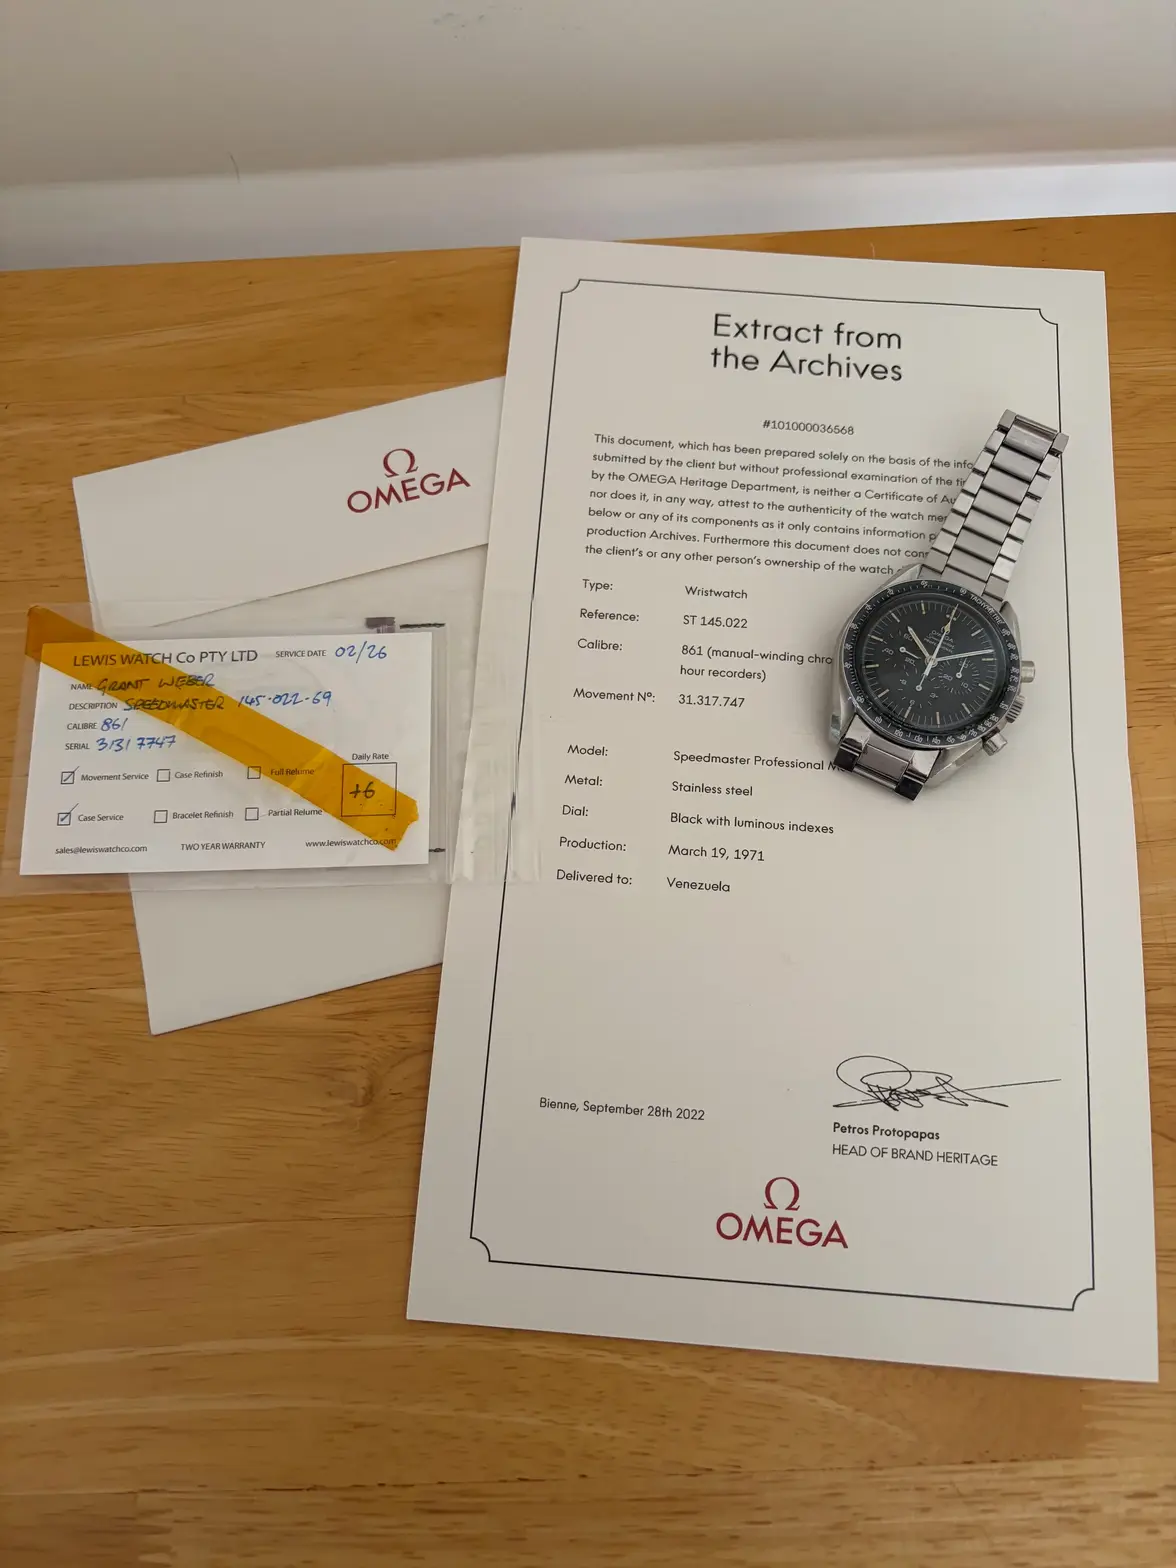 Extract from
the Archives
#101000036568
This document, which has been prepared solely on the basis of the info
submitted by the client but without professional examination of the ti
by the OMEGA Heritage Department, is neither a Certificate of Au
nor does it, in any way, attest to the authenticity of the watch me
below or any of its components as it only contains information p
production Archives. Furthermore this document does not con
the client's or any other person's ownership of the watch
Type: Wristwatch
Reference: ST 145.022
Calibre: 861 (manual-winding chro
hour recorders)
Movement Nº: 31.317.747
Model: Speedmaster Professional M
Metal: Stainless steel
Dial: Black with luminous indexes
Production: March 19, 1971
Delivered to: Venezuela
Bienne, September 28th 2022
Petros Protopapas
HEAD OF BRAND HERITAGE
Ω
OMEGA
Ω
OMEGA
LEWIS WATCH Co PTY LTD SERVICE DATE 02/26
NAME GRANT WEBER
DESCRIPTION SPEEDMASTER 145.022-69
CALIBRE 861
SERIAL 31317747
Movement Service Case Refinish Full Relume Daily Rate
+6
Case Service Bracelet Refinish Partial Relume
sales@lewiswatchco.com TWO YEAR WARRANTY www.lewiswatchco.com